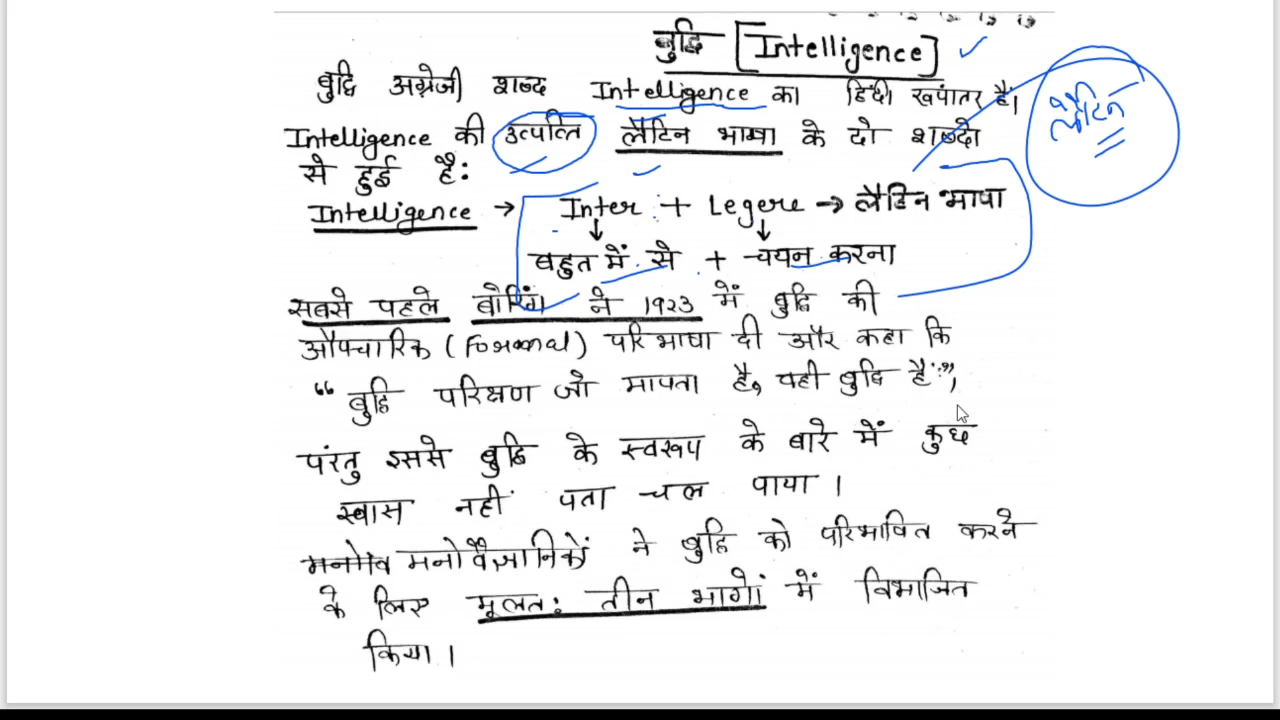 बुद्धि [Intelligence]
बुद्धि अग्रेजी शब्द Intelligence का हिंदी रूपांतर है।
लैटिन
Intelligence की उत्पत्ति लैटिन भाषा के दो शब्दो
से हुई है:
Intelligence → Inter + Legere → लैटिन भाषा
बहुत में से + चयन करना
सबसे पहले बोरिंग ने 1923 में बुद्धि की
औपचारिक (Formal) परिभाषा दी और कहा कि
“ बुद्धि परिक्षण जो मापता है, वही बुद्धि है ”,
परंतु इससे बुद्धि के स्वरूप के बारे में कुछ
खास नहीं पता चल पाया ।
मनोवैज्ञानिकों ने बुद्धि को परिभाषित करने
के लिए मूलत: तीन भागों में विभाजित
किया ।